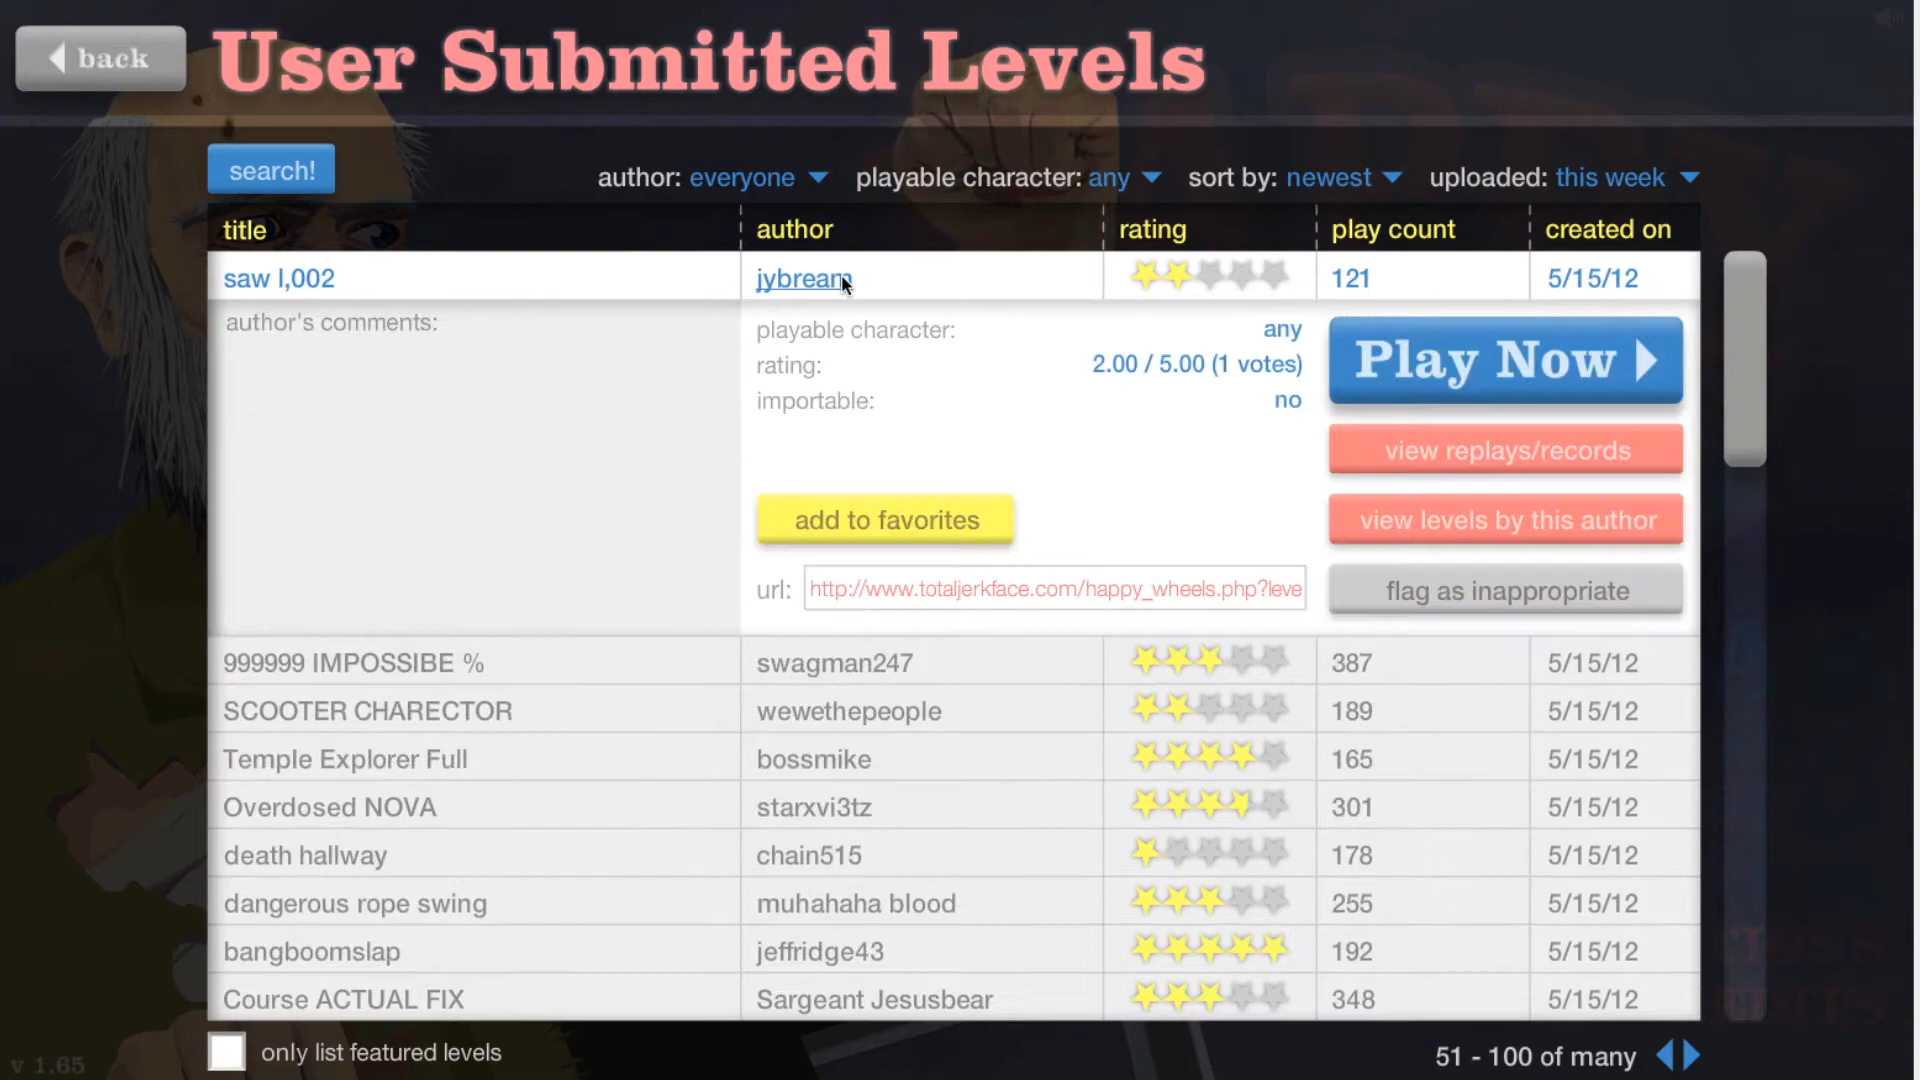 back
User Submitted Levels
search!
author: everyone playable character: any sort by: newest uploaded: this week
title author rating play count created on
saw I,002 jybream 121 5/15/12
author's comments:
playable character: any
rating: 2.00 / 5.00 (1 votes)
importable: no
Play Now
view replays/records
add to favorites
view levels by this author
url: http://www.totaljerkface.com/happy_wheels.php?leve
flag as inappropriate
999999 IMPOSSIBE % swagman247 387 5/15/12
SCOOTER CHARECTOR wewethepeople 189 5/15/12
Temple Explorer Full bossmike 165 5/15/12
Overdosed NOVA starxvi3tz 301 5/15/12
death hallway chain515 178 5/15/12
dangerous rope swing muhahaha blood 255 5/15/12
bangboomslap jeffridge43 192 5/15/12
Course ACTUAL FIX Sargeant Jesusbear 348 5/15/12
only list featured levels
51 - 100 of many
v 1.65